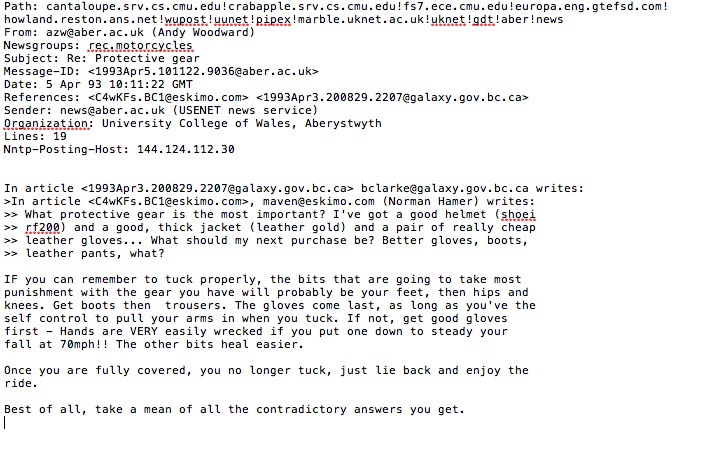 Path: cantaloupe.srv.cs.cmu.edu!crabapple.srv.cs.cmu.edu!fs7.ece.cmu.edu!europa.eng.gtefsd.com!
howland.reston.ans.net!wupost!uunet!pipex!marble.uknet.ac.uk!uknet!gdt!aber!news
From: azw@aber.ac.uk (Andy Woodward)
Newsgroups: rec.motorcycles
Subject: Re: Protective gear
Message-ID: <1993Apr5.101122.9036@aber.ac.uk>
Date: 5 Apr 93 10:11:22 GMT
References: <C4wKFs.BC1@eskimo.com> <1993Apr3.200829.2207@galaxy.gov.bc.ca>
Sender: news@aber.ac.uk (USENET news service)
Organization: University College of Wales, Aberystwyth
Lines: 19
Nntp-Posting-Host: 144.124.112.30

In article <1993Apr3.200829.2207@galaxy.gov.bc.ca> bclarke@galaxy.gov.bc.ca writes:
>In article <C4wKFs.BC1@eskimo.com>, maven@eskimo.com (Norman Hamer) writes:
>> What protective gear is the most important? I've got a good helmet (shoei
>> rf200) and a good, thick jacket (leather gold) and a pair of really cheap
>> leather gloves... What should my next purchase be? Better gloves, boots,
>> leather pants, what?

IF you can remember to tuck properly, the bits that are going to take most
punishment with the gear you have will probably be your feet, then hips and
knees. Get boots then  trousers. The gloves come last, as long as you've the
self control to pull your arms in when you tuck. If not, get good gloves
first - Hands are VERY easily wrecked if you put one down to steady your
fall at 70mph!! The other bits heal easier.

Once you are fully covered, you no longer tuck, just lie back and enjoy the
ride.

Best of all, take a mean of all the contradictory answers you get.